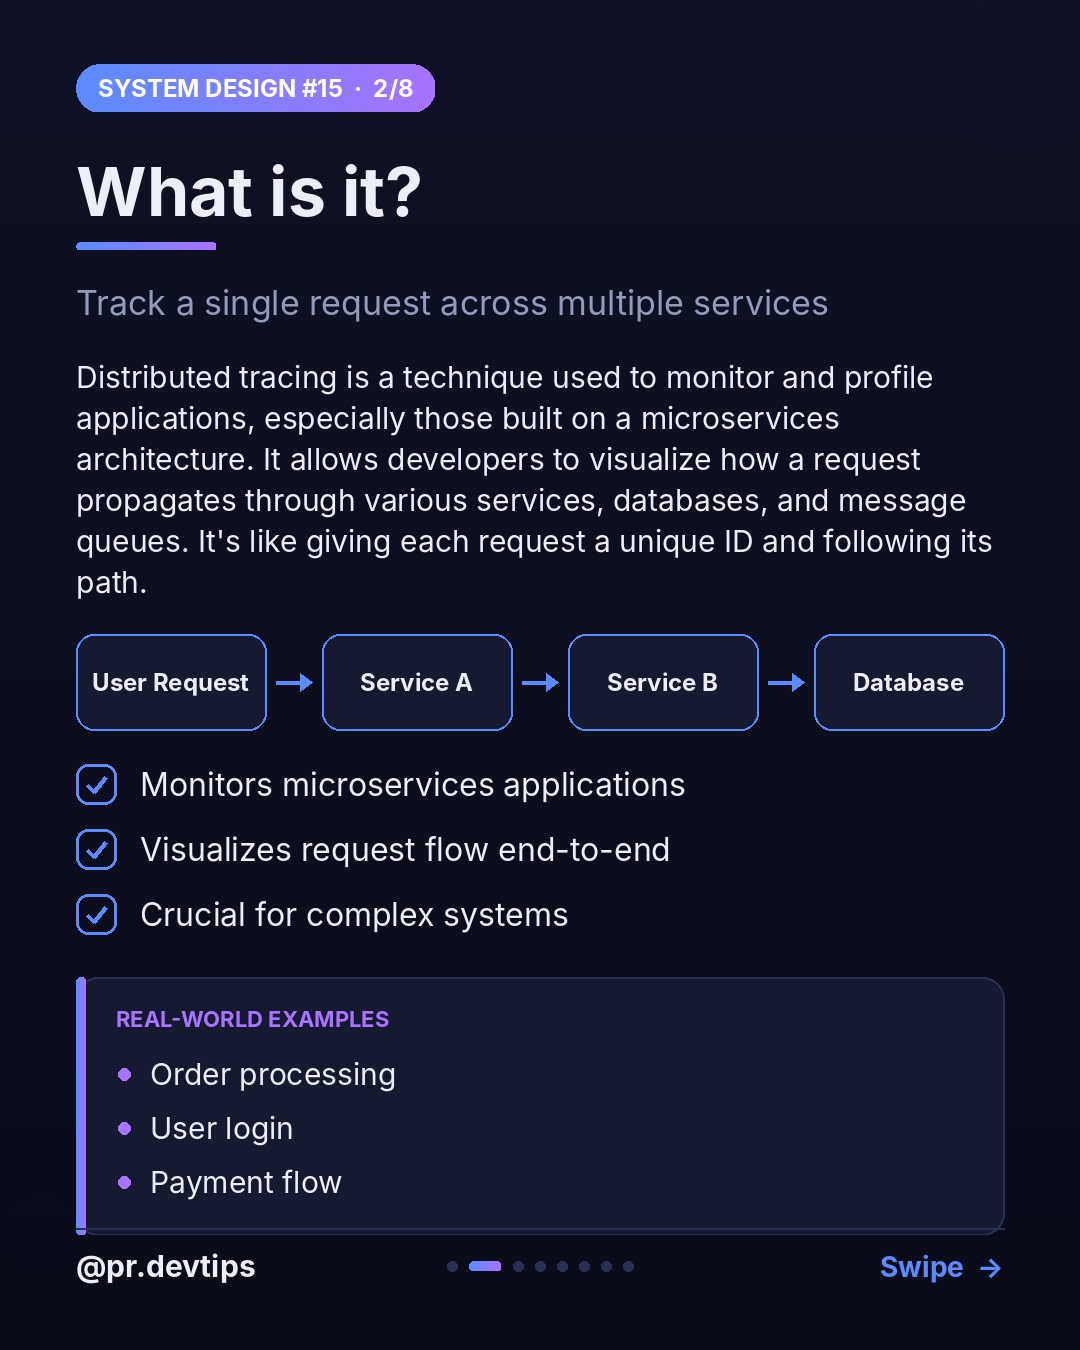 SYSTEM DESIGN #15 · 2/8
What is it?
Track a single request across multiple services
Distributed tracing is a technique used to monitor and profile
applications, especially those built on a microservices
architecture. It allows developers to visualize how a request
propagates through various services, databases, and message
queues. It's like giving each request a unique ID and following its
path.
User Request → Service A → Service B → Database
Monitors microservices applications
Visualizes request flow end-to-end
Crucial for complex systems
REAL-WORLD EXAMPLES
• Order processing
• User login
• Payment flow
@pr.devtips
Swipe →